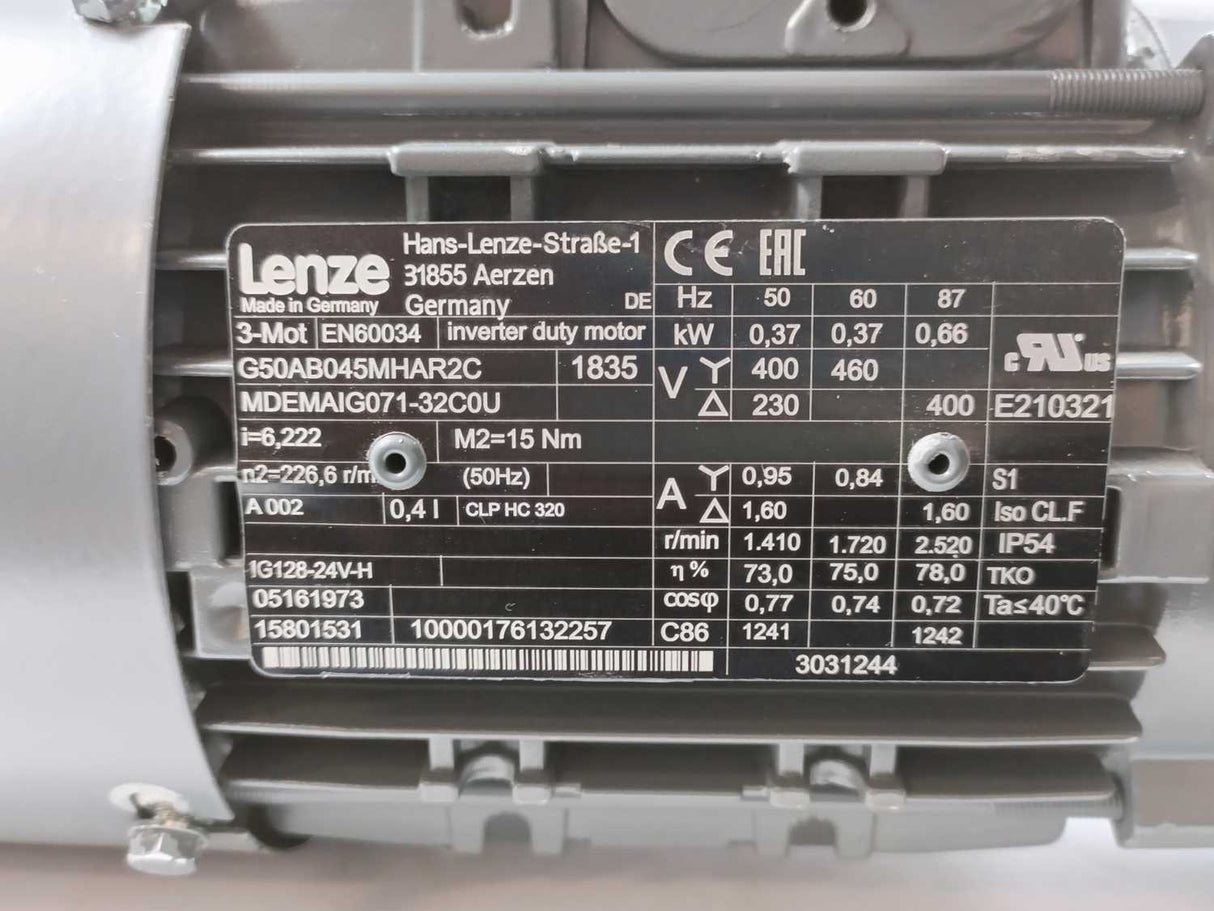 Lenze
Made in Germany
Hans-Lenze-Straße-1
31855 Aerzen
Germany DE
3-Mot EN60034 inverter duty motor
G50AB045MHAR2C 1835
MDEMAIG071-32C0U
i=6,222 M2=15 Nm
n2=226,6 r/m (50Hz)
A 002 0,4 l CLP HC 320
IG128-24V-H
05161973
15801531 10000176132257
CE EAC
Hz 50 60 87
kW 0,37 0,37 0,66
V Y 400 460
△ 230 400
A Y 0,95 0,84
△ 1,60 1,60
r/min 1.410 1.720 2.520
η % 73,0 75,0 78,0
cosφ 0,77 0,74 0,72
C86 1241 1242
3031244
c RU us
E210321
S1
Iso CL.F
IP54
TKO
Ta≤40°C